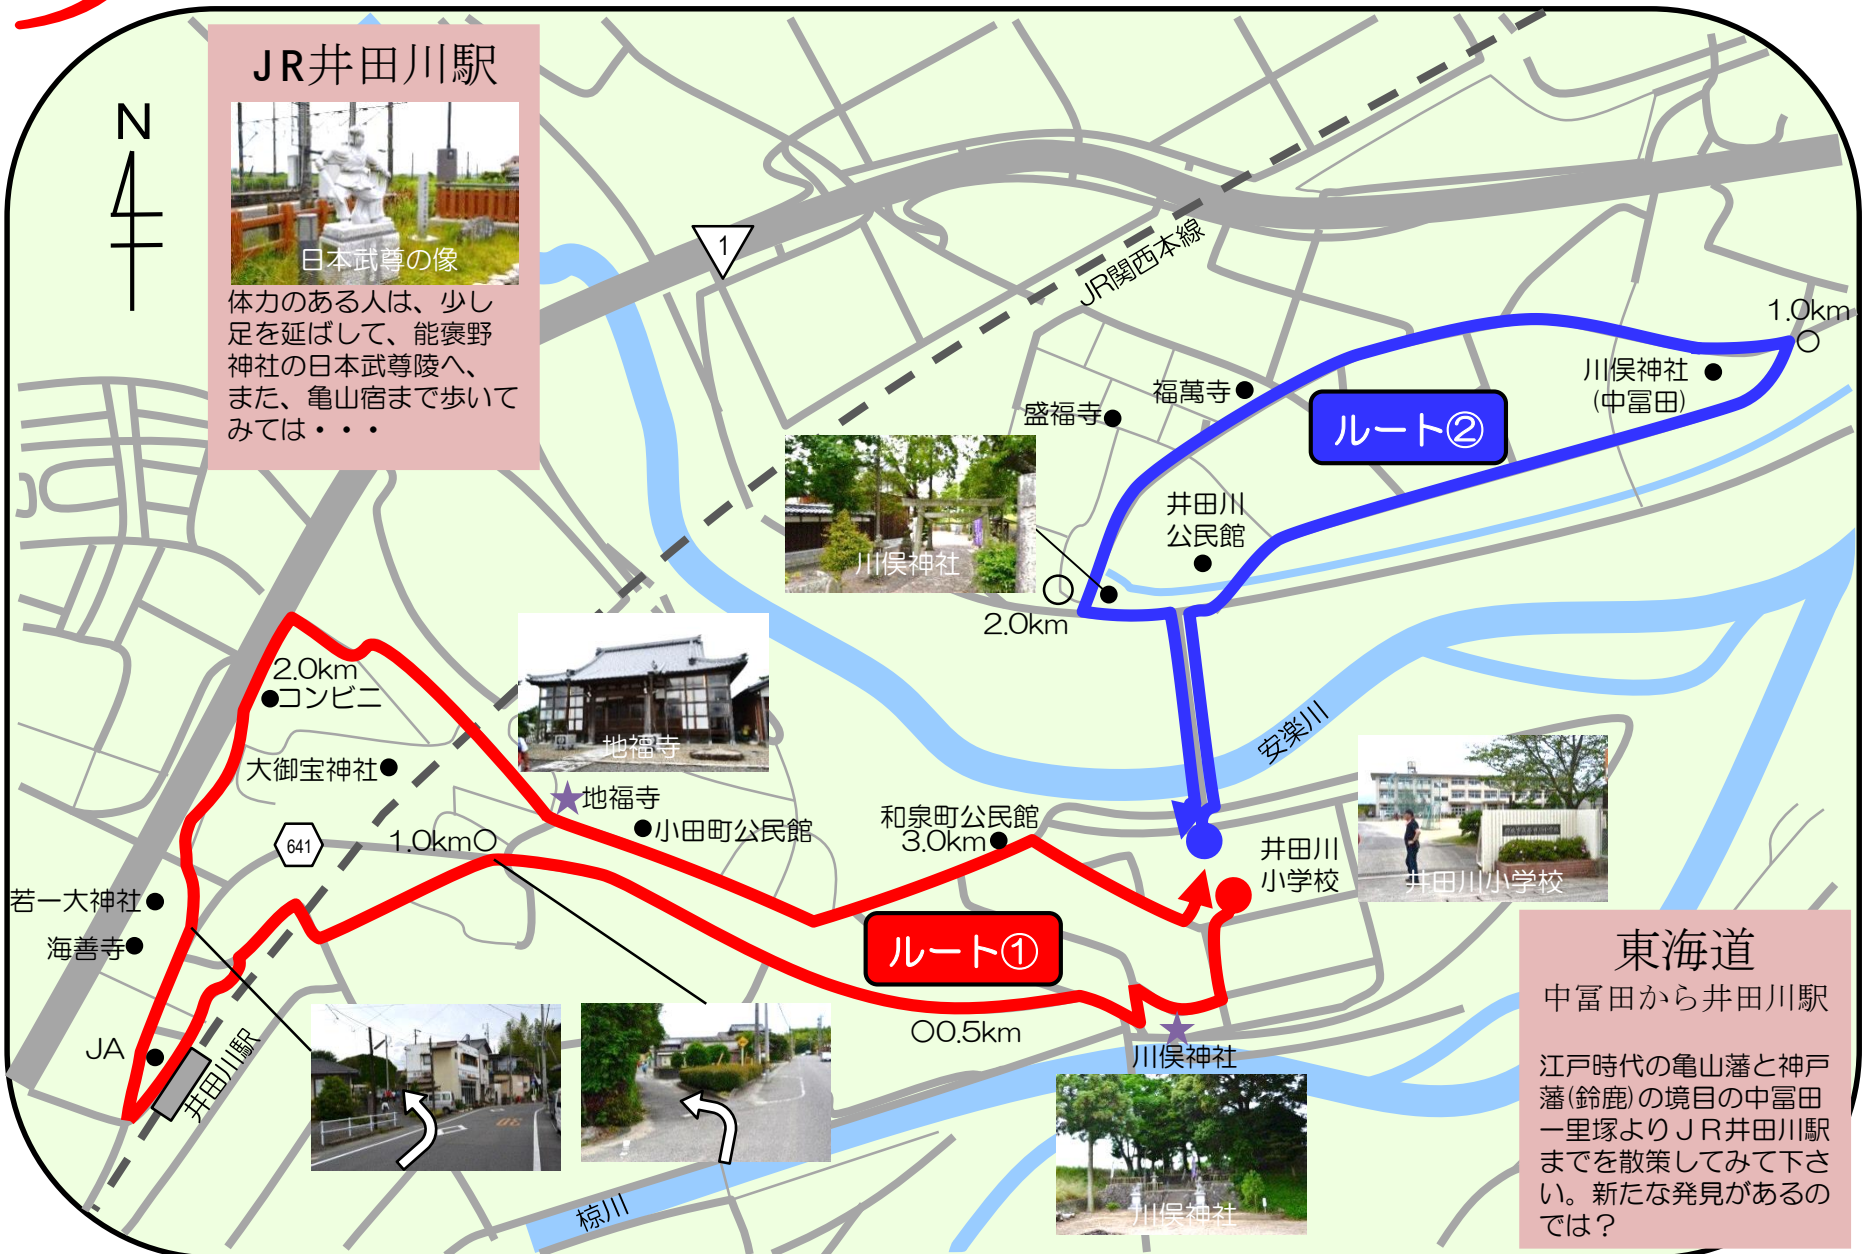 JR井田川駅
N
日本武尊の像
体力のある人は、少し
足を延ばして、能褒野
神社の日本武尊陵へ、
また、亀山宿まで歩いて
みては・・・
1
JR関西本線
1.0km
川俣神社
(中冨田)
福萬寺
盛福寺
ルート②
井田川
公民館
川俣神社
2.0km
2.0km
コンビニ
地福寺
安楽川
大御宝神社
地福寺
小田町公民館
和泉町公民館
3.0km
641
1.0km
井田川
小学校
井田川小学校
若一大神社
海善寺
ルート①
JA
井田川駅
0.5km
川俣神社
川俣神社
椋川
東海道
中冨田から井田川駅
江戸時代の亀山藩と神戸
藩(鈴鹿)の境目の中冨田
一里塚よりJR井田川駅
までを散策してみて下さ
い。新たな発見があるの
では？